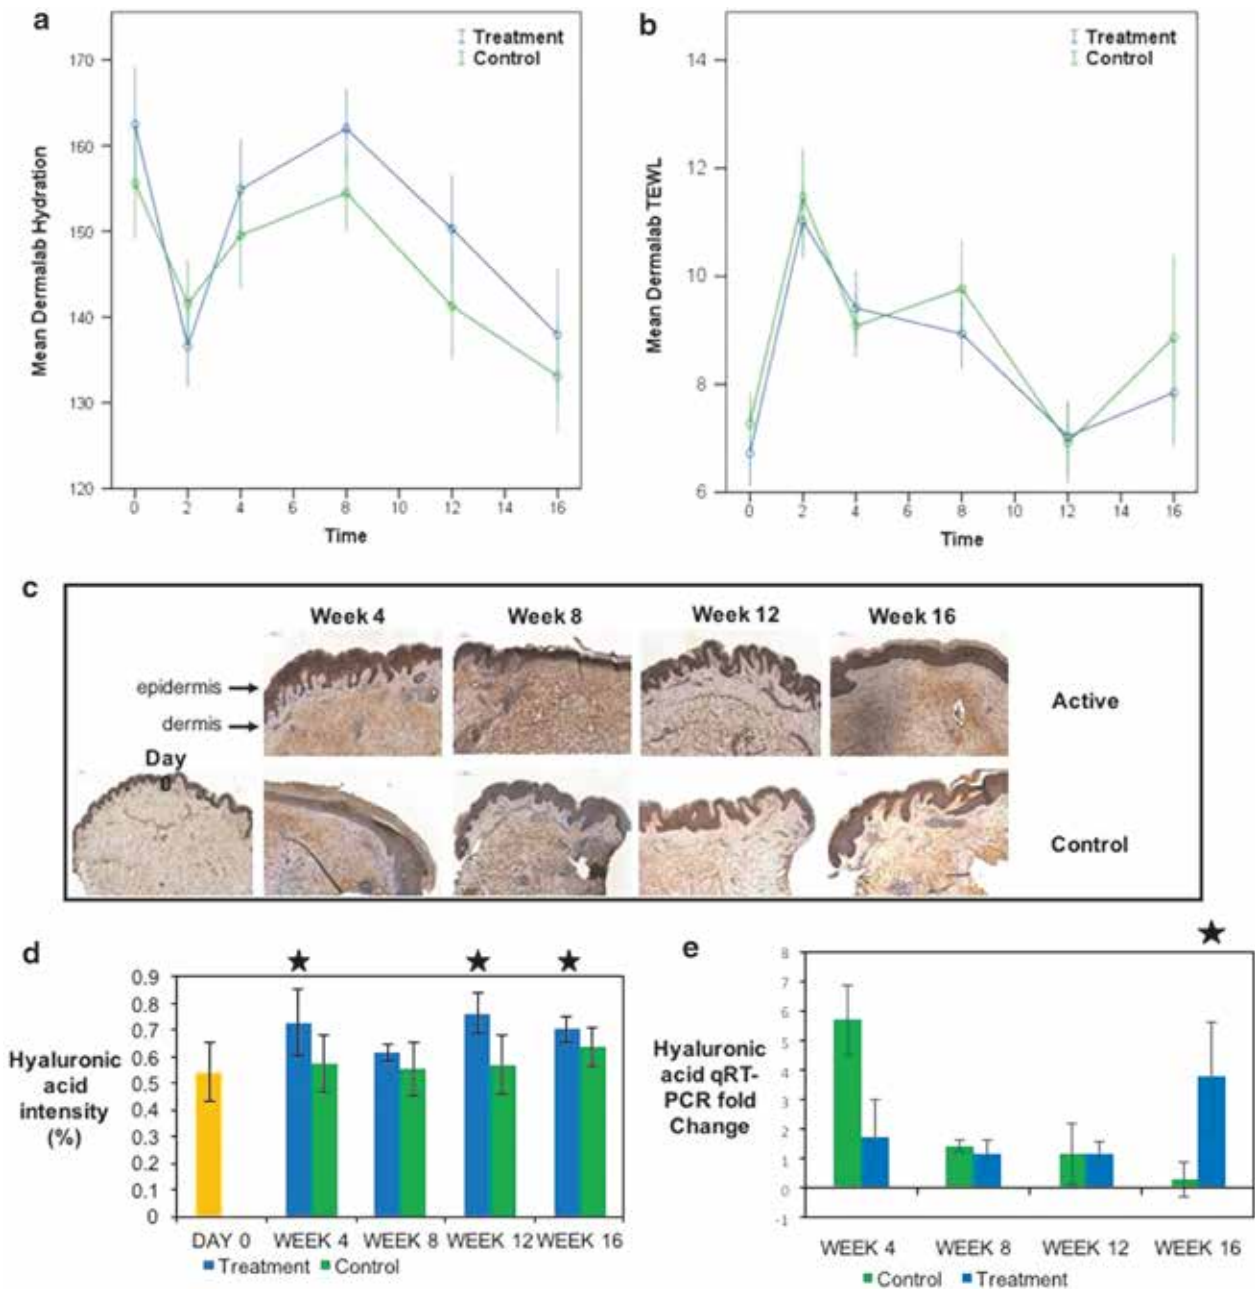 a
Treatment
Control
170
160
150
140
130
120
Mean Dermalab Hydration
0 2 4 6 8 10 12 14 16
Time
b
Treatment
Control
14
12
10
8
6
Mean Dermalab TEWL
0 2 4 6 8 10 12 14 16
Time
c
Week 4 Week 8 Week 12 Week 16
epidermis
dermis
Active
Day
0
Control
d
0.9
0.8
0.7
0.6
0.5
0.4
0.3
0.2
0.1
0
Hyaluronic
acid
intensity
(%)
DAY 0 WEEK 4 WEEK 8 WEEK 12 WEEK 16
Treatment Control
e
8
7
6
5
4
3
2
1
0
-1
Hyaluronic
acid qRT-
PCR fold
Change
WEEK 4 WEEK 8 WEEK 12 WEEK 16
Control Treatment